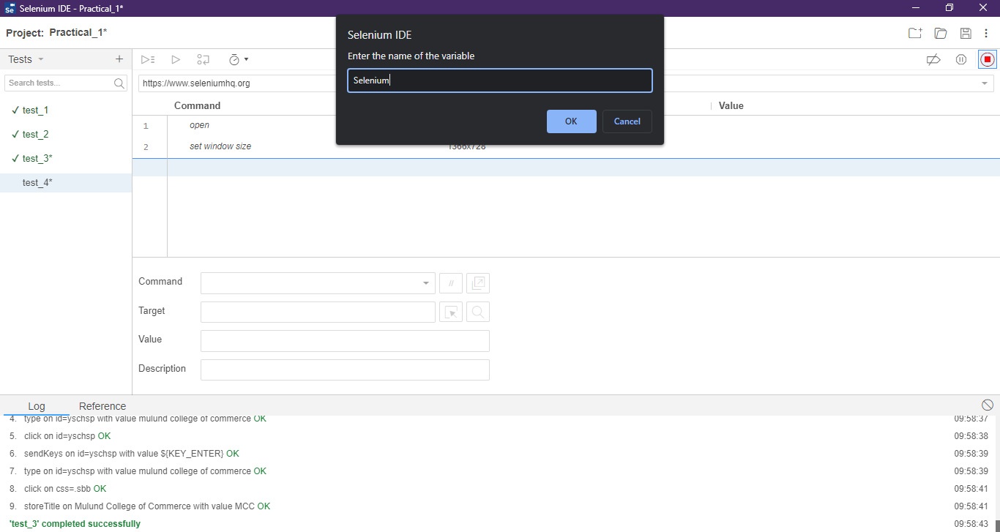 Selenium IDE - Practical_1*
Project: Practical_1*
Selenium IDE
Enter the name of the variable
Selenium
OK
Cancel
Tests
Search tests...
https://www.seleniumhq.org
✓ test_1
✓ test_2
✓ test_3*
test_4*
Command
Value
1 open
2 set window size 1366x728
Command
//
Target
Value
Description
Log
Reference
4. type on id=yschsp with value mulund college of commerce OK 09:58:37
5. click on id=yschsp OK 09:58:38
6. sendKeys on id=yschsp with value ${KEY_ENTER} OK 09:58:39
7. type on id=yschsp with value mulund college of commerce OK 09:58:39
8. click on css=.sbb OK 09:58:41
9. storeTitle on Mulund College of Commerce with value MCC OK 09:58:41
'test_3' completed successfully 09:58:43